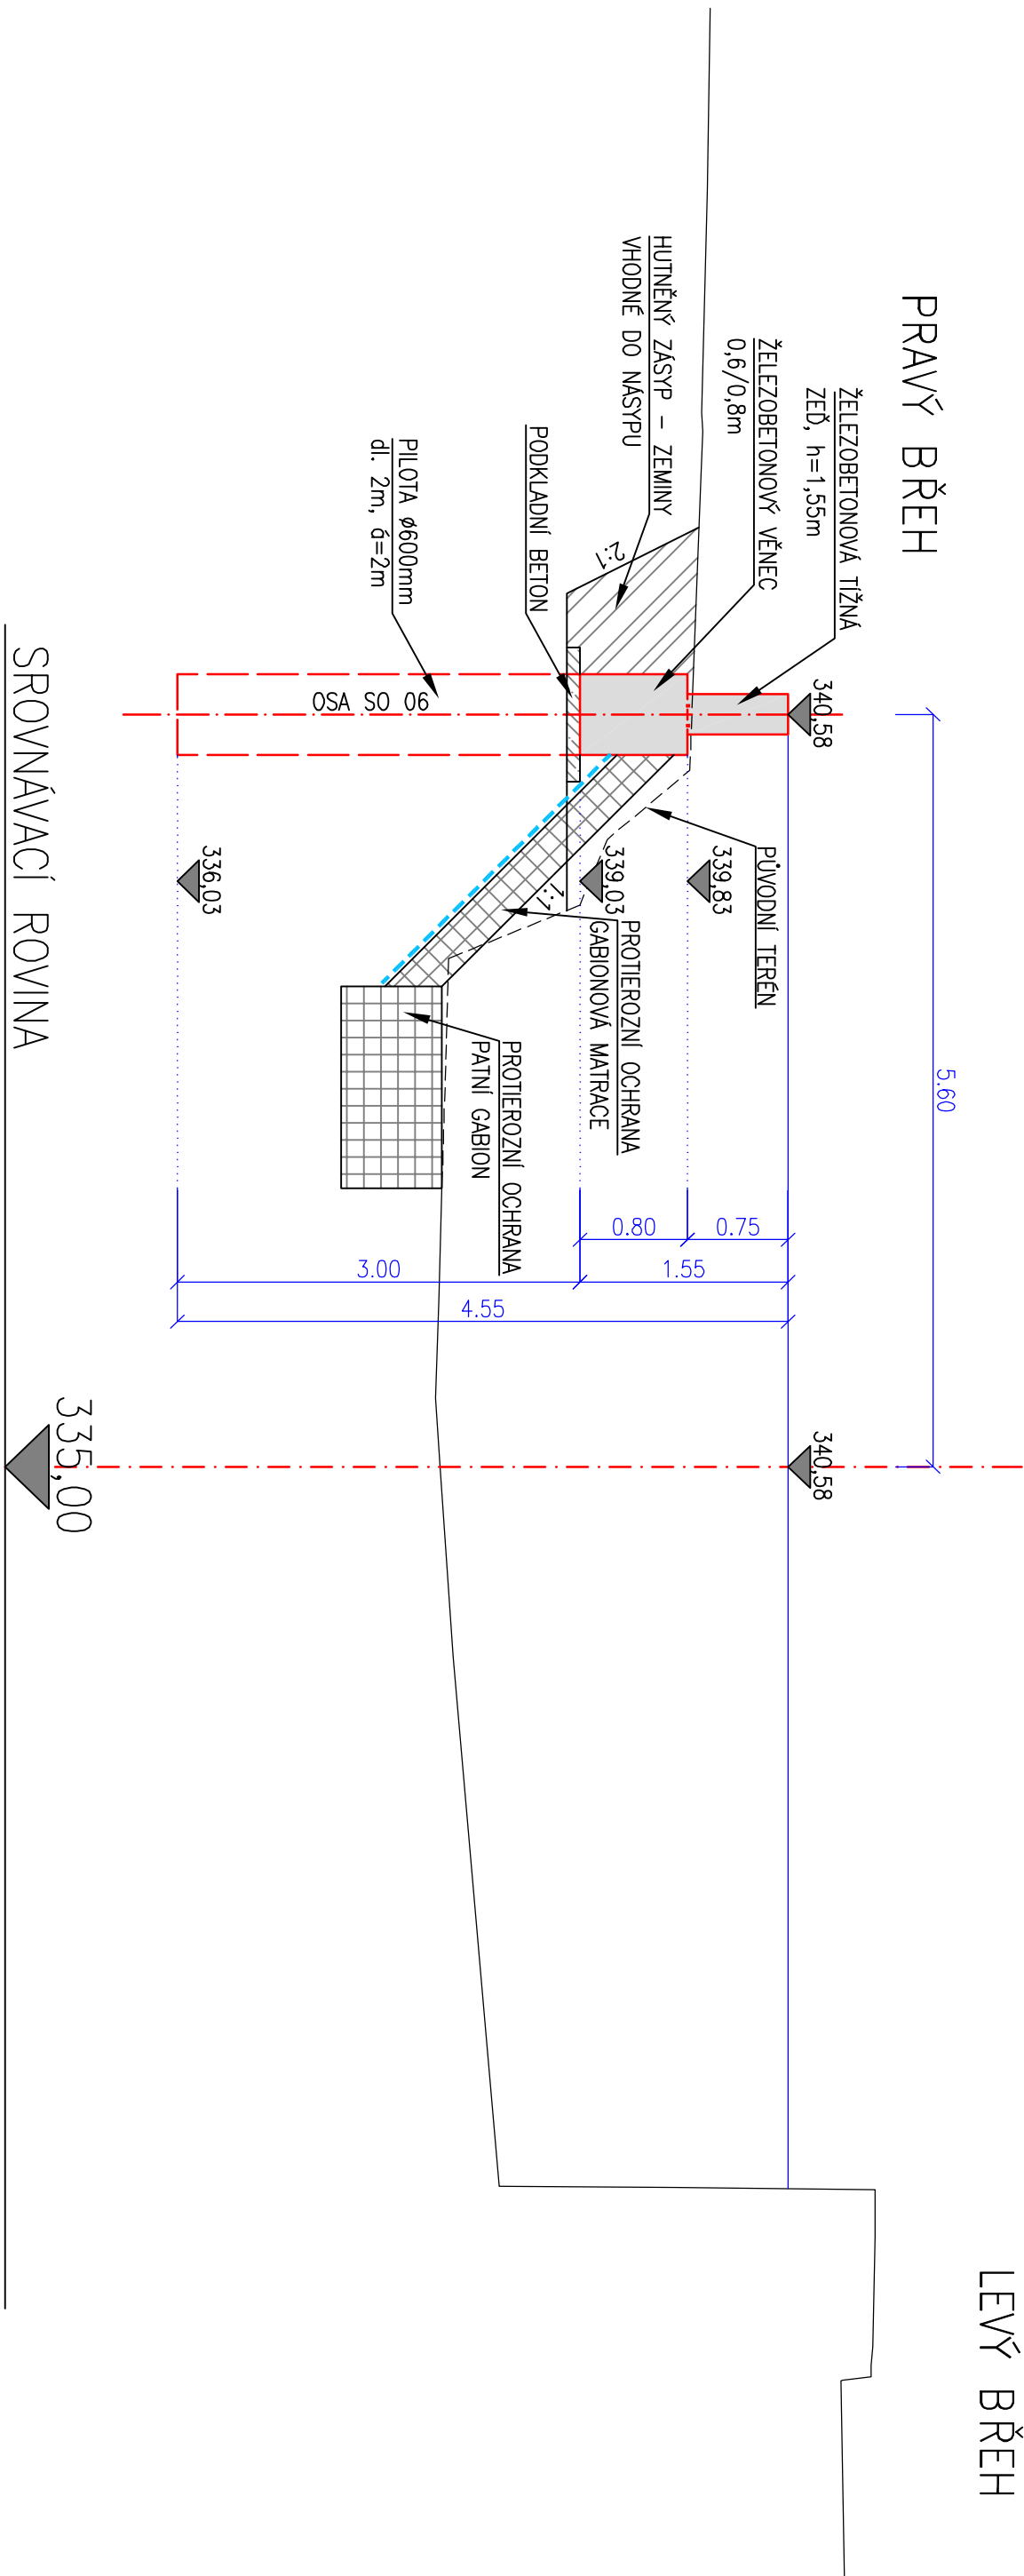 PRAVÝ BŘEH
LEVÝ BŘEH
5.60
ŽELEZOBETONOVÁ TÍŽNÁ
ZEĎ, h=1,55m
340,58
340,58
ŽELEZOBETONOVÝ VĚNEC
0,6/0,8m
PŮVODNÍ TERÉN
339,83
0.75
HUTNĚNÝ ZÁSYP - ZEMINY
VHODNÉ DO NÁSYPU
2:1
339,03
0.80
1.55
PROTIEROZNÍ OCHRANA
GABIONOVÁ MATRACE
1:1
PODKLADNÍ BETON
PROTIEROZNÍ OCHRANA
PATNÍ GABION
4.55
PILOTA ø600mm
dl. 2m, á=2m
3.00
OSA SO 06
336,03
335,00
SROVNÁVACÍ ROVINA